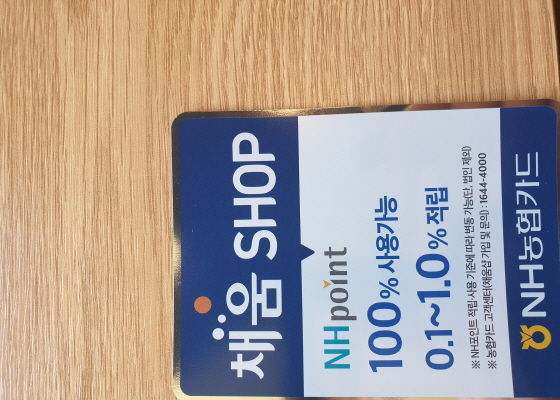 채움 SHOP
NHpoint
100% 사용가능
0.1~1.0% 적립
※ NH포인트 적립 사용 기준에 따라 변동 가능(단, 법인 제외)
※ 농협카드 고객센터(채움샵 가입 및 문의) : 1644-4000
NH농협카드